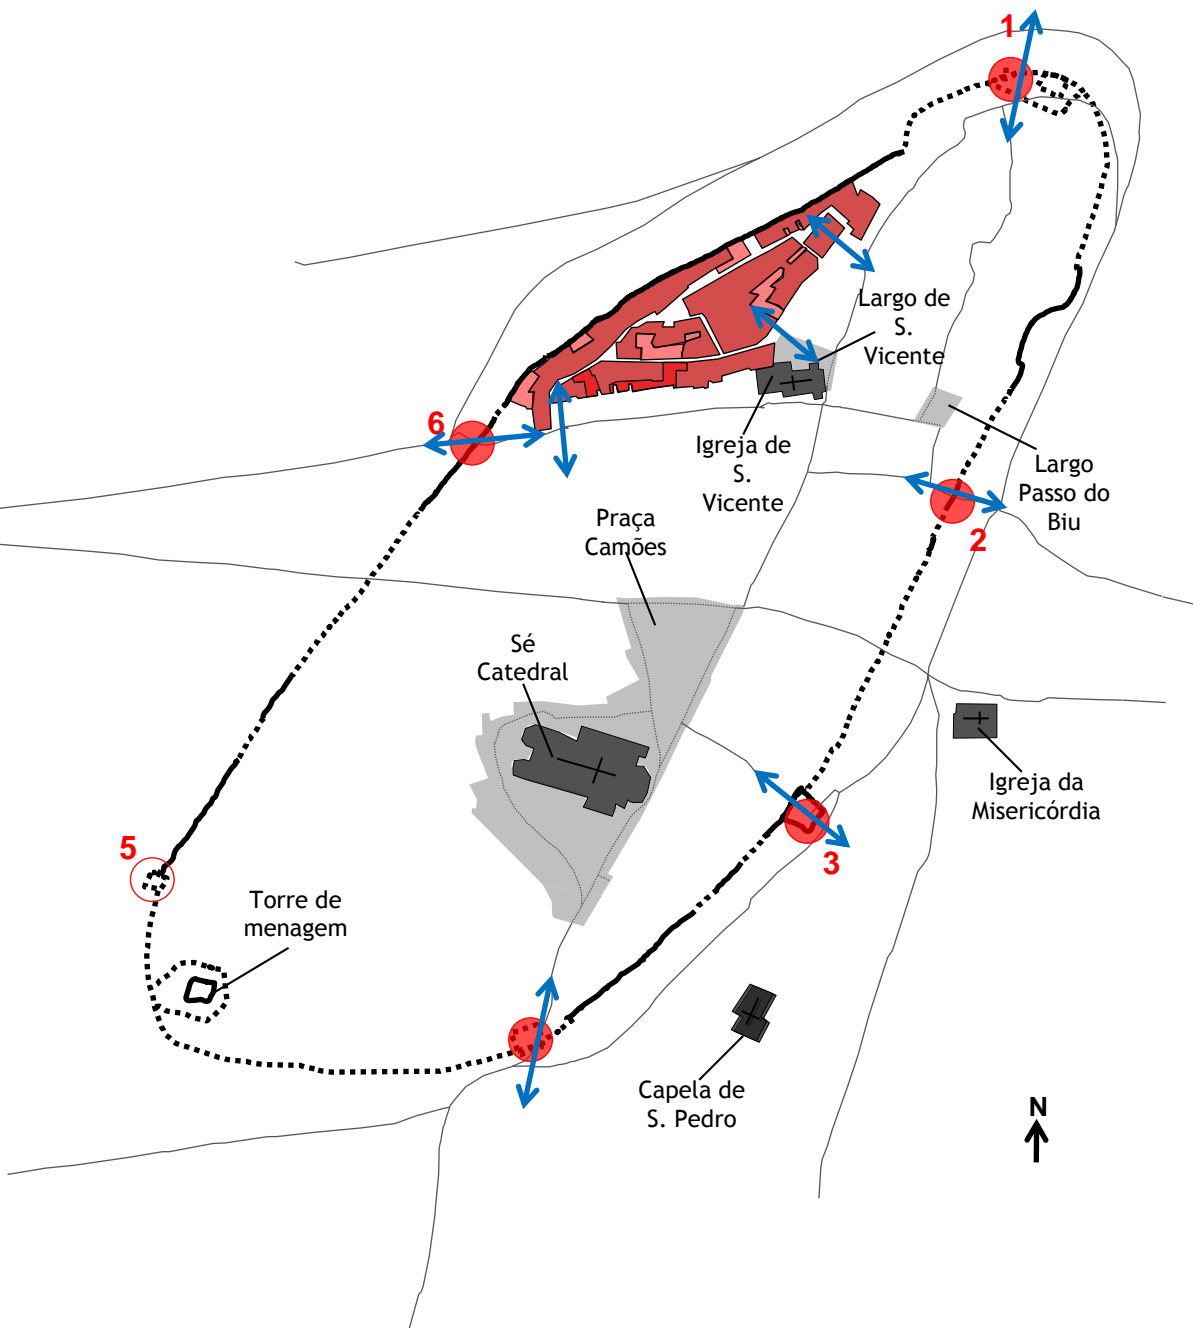 1
Largo de
S.
Vicente
6
Igreja de
S.
Vicente
Largo
Passo do
Biu
Praça
Camões
2
Sé
Catedral
Igreja da
Misericórdia
5
3
Torre de
menagem
Capela de
S. Pedro
N